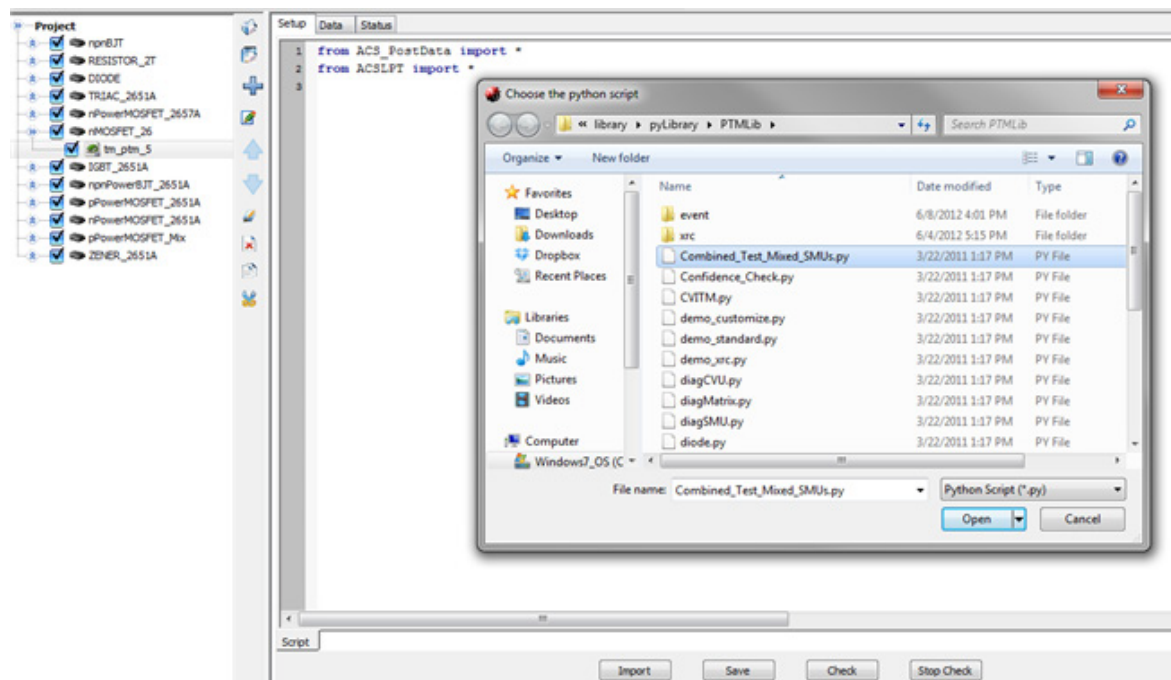 Project
npnBJT
RESISTOR_2T
DIODE
TRIAC_2651A
nPowerMOSFET_2657A
nMOSFET_26
tm_ptm_5
IGBT_2651A
npnPowerBJT_2651A
pPowerMOSFET_2651A
nPowerMOSFET_2651A
pPowerMOSFET_Mix
ZENER_2651A
Setup Data Status
1 from ACS_PostData import *
2 from ACSLPT import *
3
Choose the python script
« library pyLibrary PTMLib
Search PTMLib
Organize New folder
Favorites
Desktop
Downloads
Dropbox
Recent Places
Libraries
Documents
Music
Pictures
Videos
Computer
Windows7_OS (C
Name Date modified Type
event 6/8/2012 4:01 PM File folder
xrc 6/4/2012 5:15 PM File folder
Combined_Test_Mixed_SMUs.py 3/22/2011 1:17 PM PY File
Confidence_Check.py 3/22/2011 1:17 PM PY File
CVITM.py 3/22/2011 1:17 PM PY File
demo_customize.py 3/22/2011 1:17 PM PY File
demo_standard.py 3/22/2011 1:17 PM PY File
demo_xrc.py 3/22/2011 1:17 PM PY File
diagCVU.py 3/22/2011 1:17 PM PY File
diagMatrix.py 3/22/2011 1:17 PM PY File
diagSMU.py 3/22/2011 1:17 PM PY File
diode.py 3/22/2011 1:17 PM PY File
File name: Combined_Test_Mixed_SMUs.py Python Script (*.py)
Open Cancel
Script
Import Save Check Stop Check